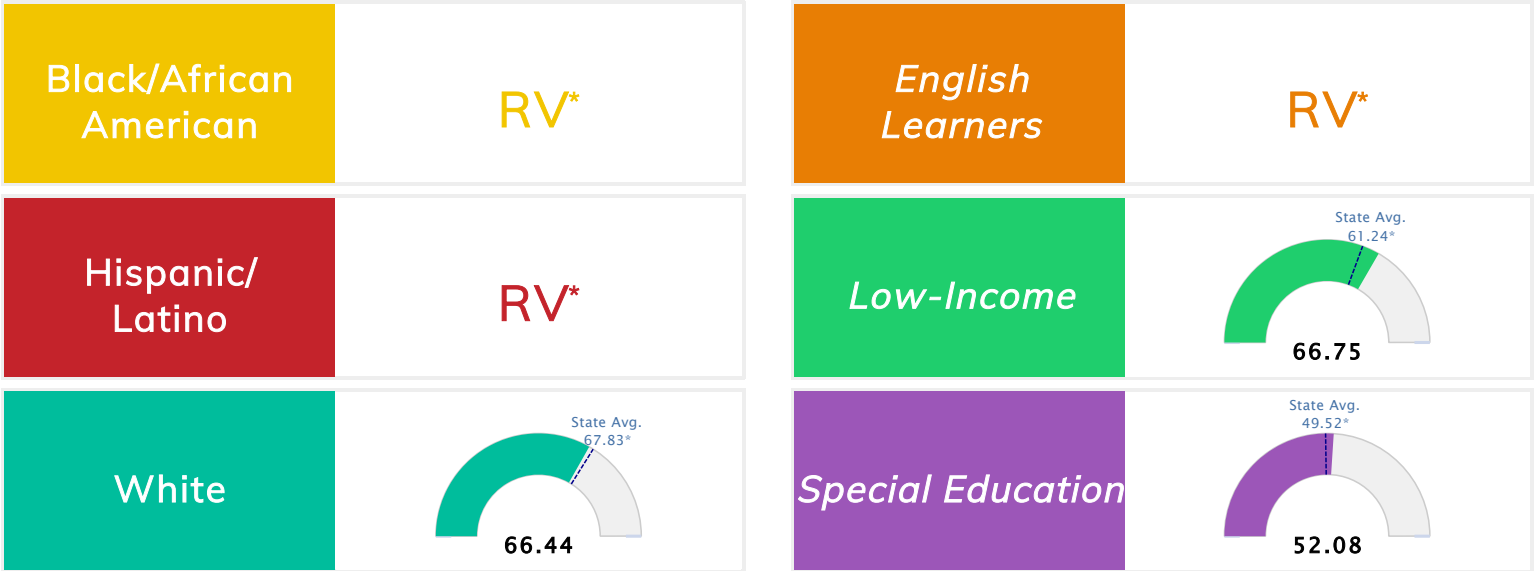 Black/African
American
RV*
English
Learners
RV*
Hispanic/
Latino
RV*
Low-Income
State Avg.
61.24*
66.75
White
State Avg.
67.83*
66.44
Special Education
State Avg.
49.52*
52.08